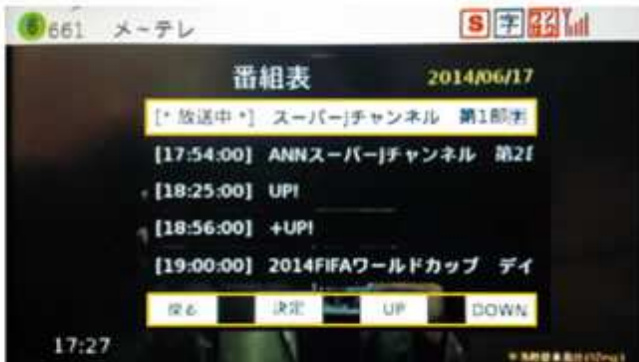 6 661 メ~テレ S 字
番組表 2014/06/17
[* 放送中 *] スーパーJチャンネル 第1部
[17:54:00] ANNスーパーJチャンネル 第2部
[18:25:00] UP!
[18:56:00] +UP!
[19:00:00] 2014FIFAワールドカップ デイ
戻る 決定 UP DOWN
17:27